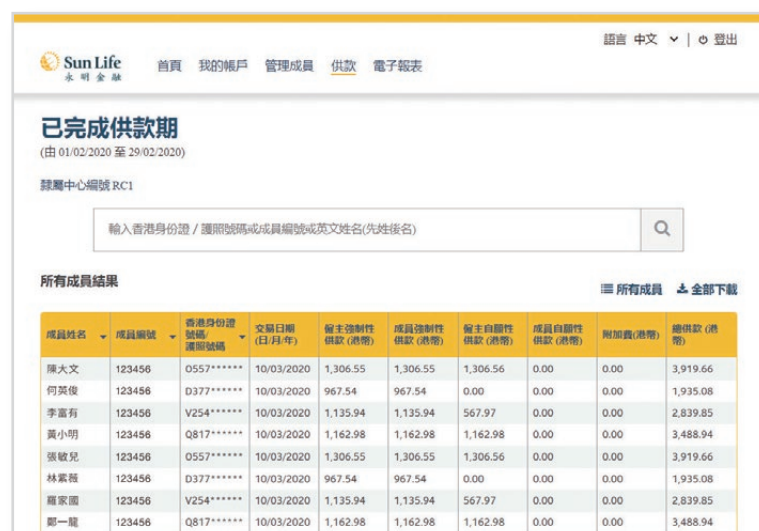 語言 中文 | 登出
Sun Life
永明金融
首頁 我的帳戶 管理成員 供款 電子報表
已完成供款期
(由 01/02/2020 至 29/02/2020)
隸屬中心編號 RC1
輸入香港身份證 / 護照號碼或成員編號或英文姓名(先姓後名)
所有成員結果
所有成員 全部下載
成員姓名 成員編號 香港身份證號碼/護照號碼 交易日期(日/月/年) 僱主強制性供款 (港幣) 成員強制性供款 (港幣) 僱主自願性供款 (港幣) 成員自願性供款 (港幣) 附加費(港幣) 總供款 (港幣)
陳大文 123456 0557****** 10/03/2020 1,306.55 1,306.55 1,306.56 0.00 0.00 3,919.66
何英俊 123456 D377****** 10/03/2020 967.54 967.54 0.00 0.00 0.00 1,935.08
李富有 123456 V254****** 10/03/2020 1,135.94 1,135.94 567.97 0.00 0.00 2,839.85
黃小明 123456 Q817****** 10/03/2020 1,162.98 1,162.98 1,162.98 0.00 0.00 3,488.94
張敏兒 123456 0557****** 10/03/2020 1,306.55 1,306.55 1,306.56 0.00 0.00 3,919.66
林紫薇 123456 D377****** 10/03/2020 967.54 967.54 0.00 0.00 0.00 1,935.08
羅家國 123456 V254****** 10/03/2020 1,135.94 1,135.94 567.97 0.00 0.00 2,839.85
鄭一龍 123456 Q817****** 10/03/2020 1,162.98 1,162.98 1,162.98 0.00 0.00 3,488.94